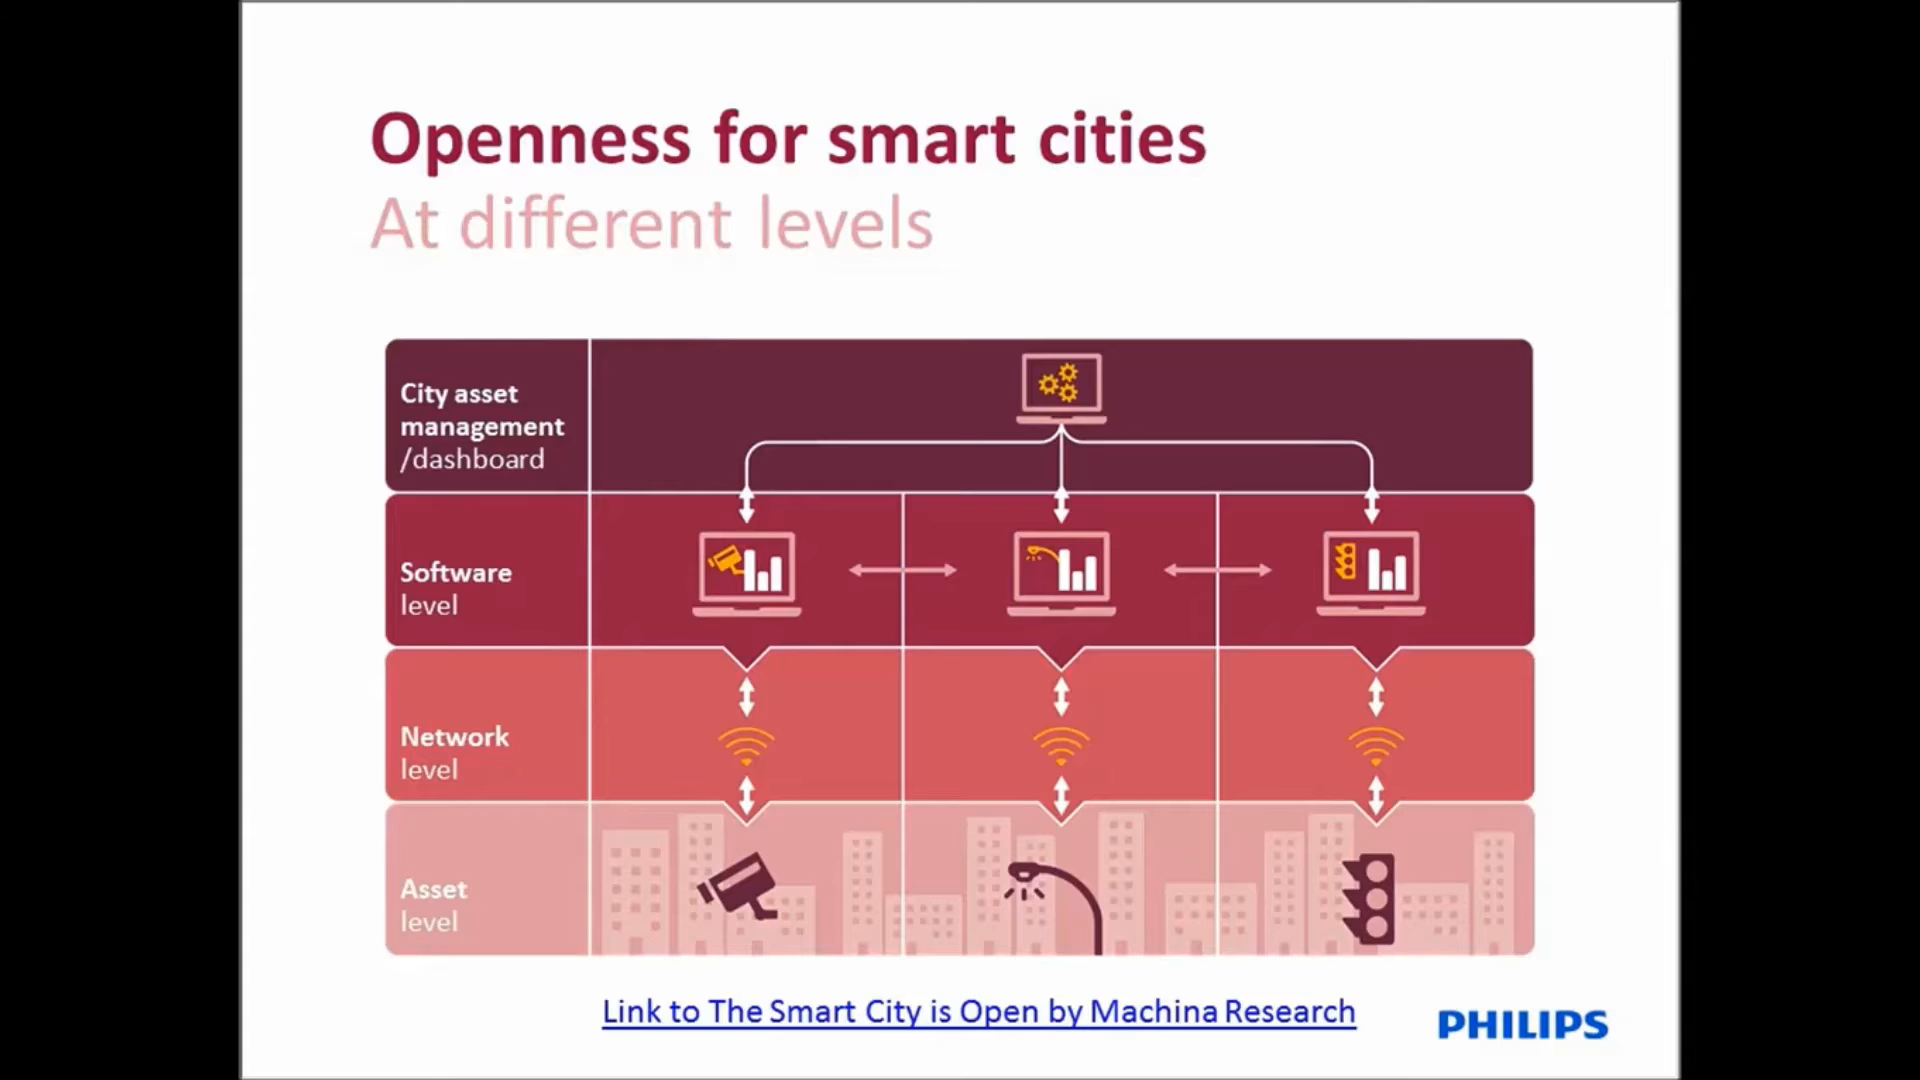 Openness for smart cities
At different levels
City asset
management
/dashboard
Software
level
Network
level
Asset
level
Link to The Smart City is Open by Machina Research
PHILIPS